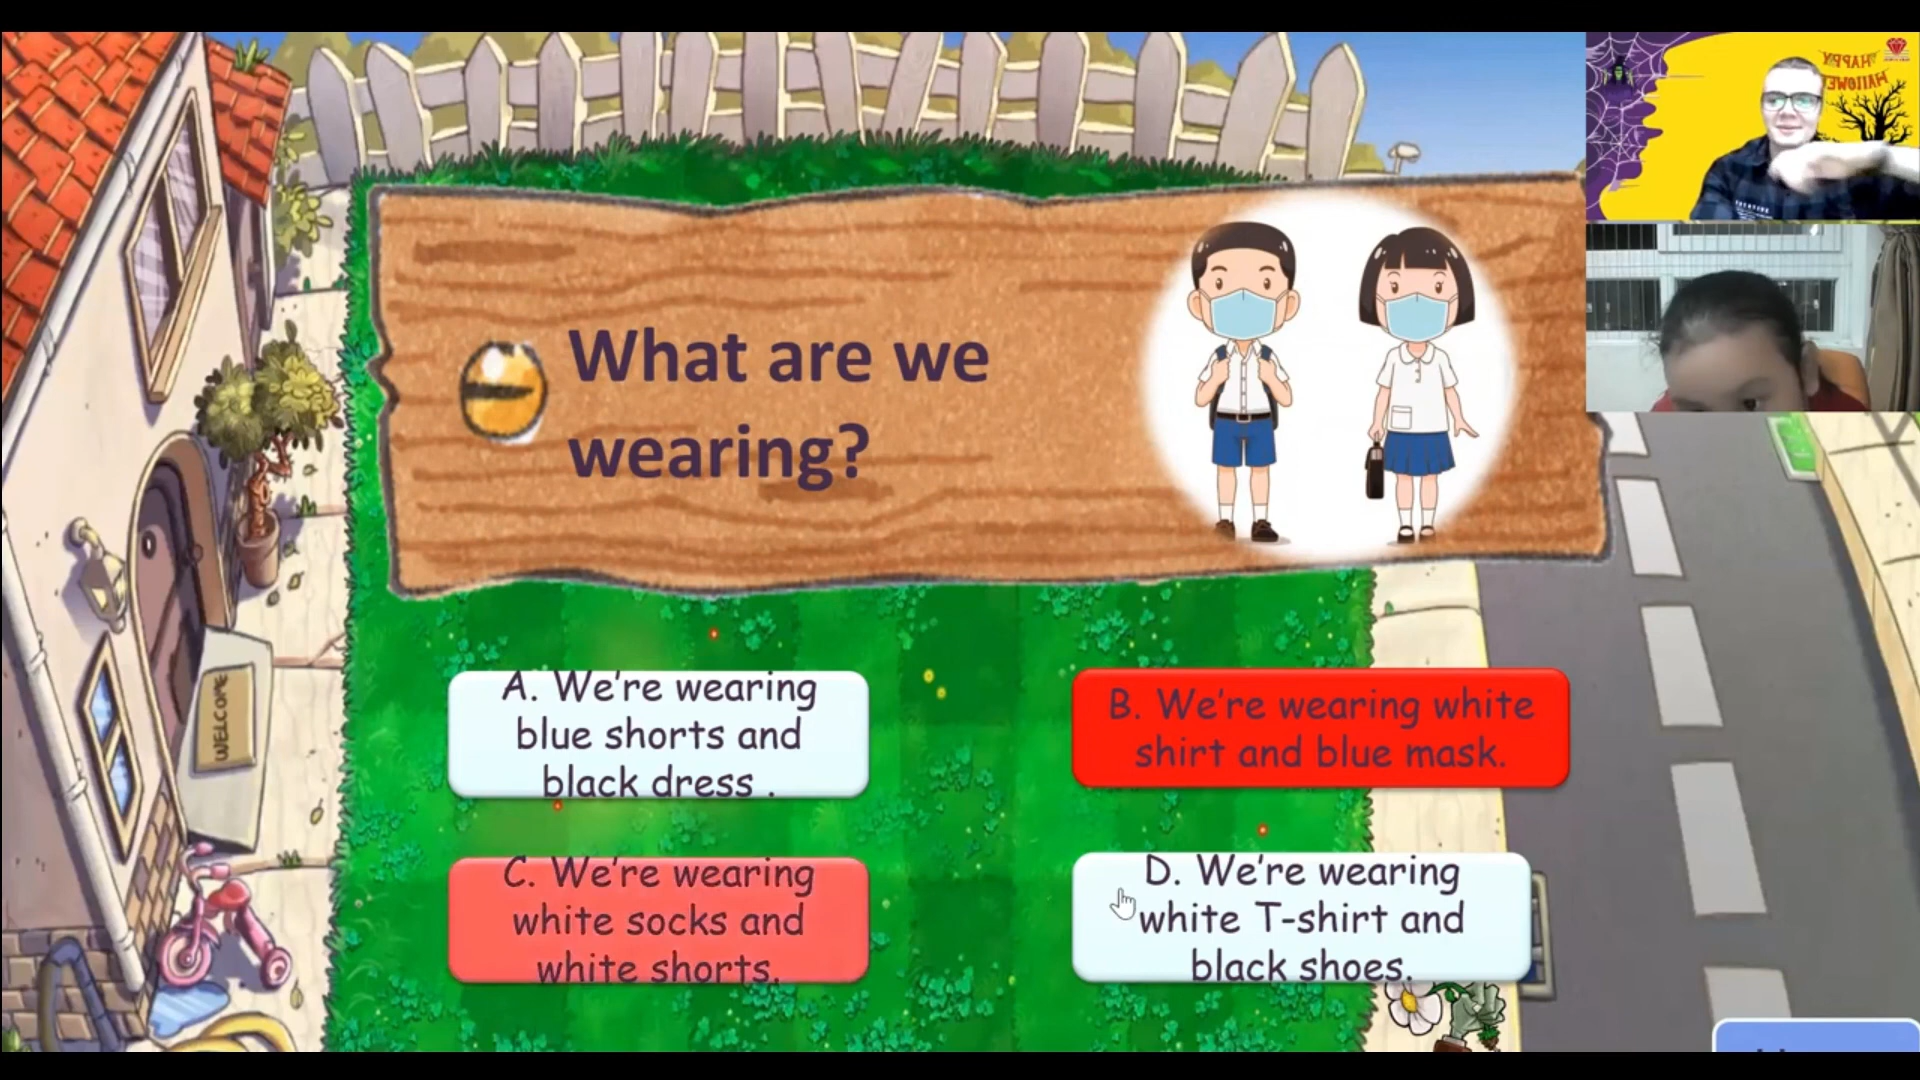 What are we
wearing?
A. We're wearing
blue shorts and
black dress .
B. We're wearing white
shirt and blue mask.
C. We're wearing
white socks and
white shorts.
D. We're wearing
white T-shirt and
black shoes.
WELCOME
HAPPY
HALLOWEEN